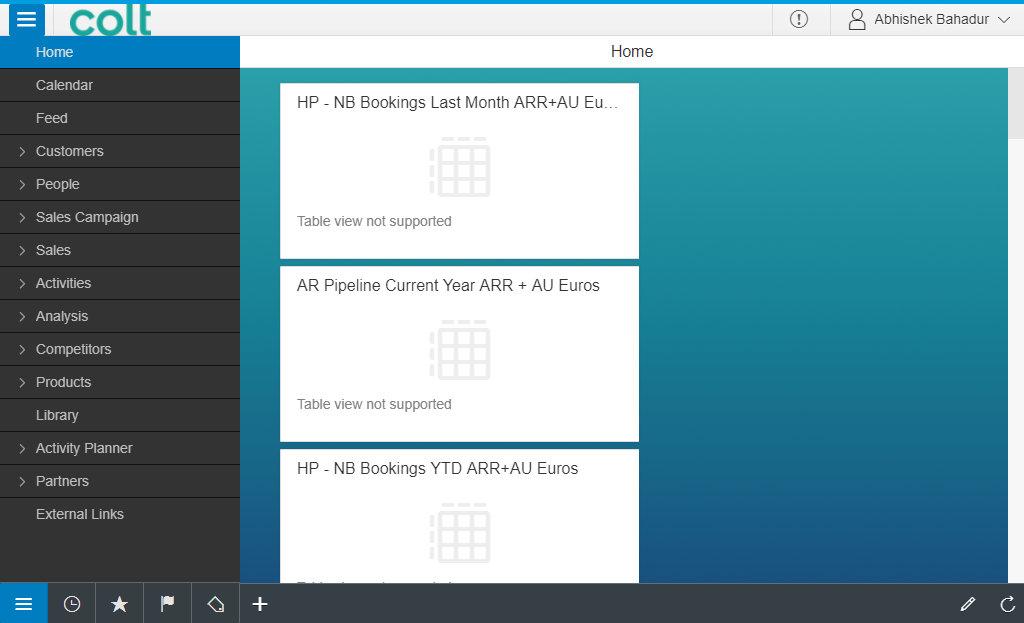 colt
Abhishek Bahadur
Home
Home
Calendar
Feed
Customers
People
Sales Campaign
Sales
Activities
Analysis
Competitors
Products
Library
Activity Planner
Partners
External Links
HP - NB Bookings Last Month ARR+AU Eu...
Table view not supported
AR Pipeline Current Year ARR + AU Euros
Table view not supported
HP - NB Bookings YTD ARR+AU Euros